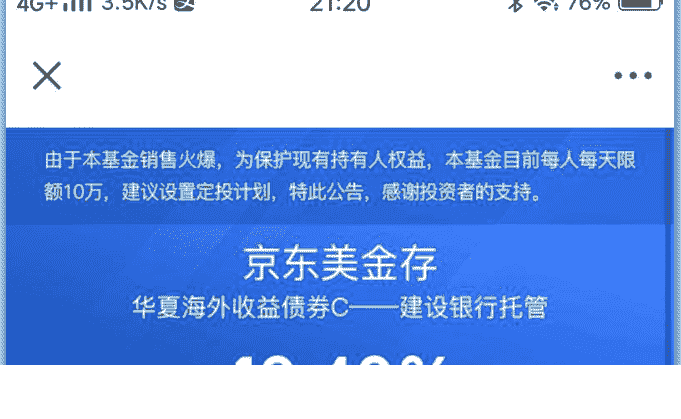 4G+ 3.5K/s 21:20 76%
由于本基金销售火爆，为保护现有持有人权益，本基金目前每人每天限
额10万，建议设置定投计划，特此公告，感谢投资者的支持。
京东美金存
华夏海外收益债券C——建设银行托管